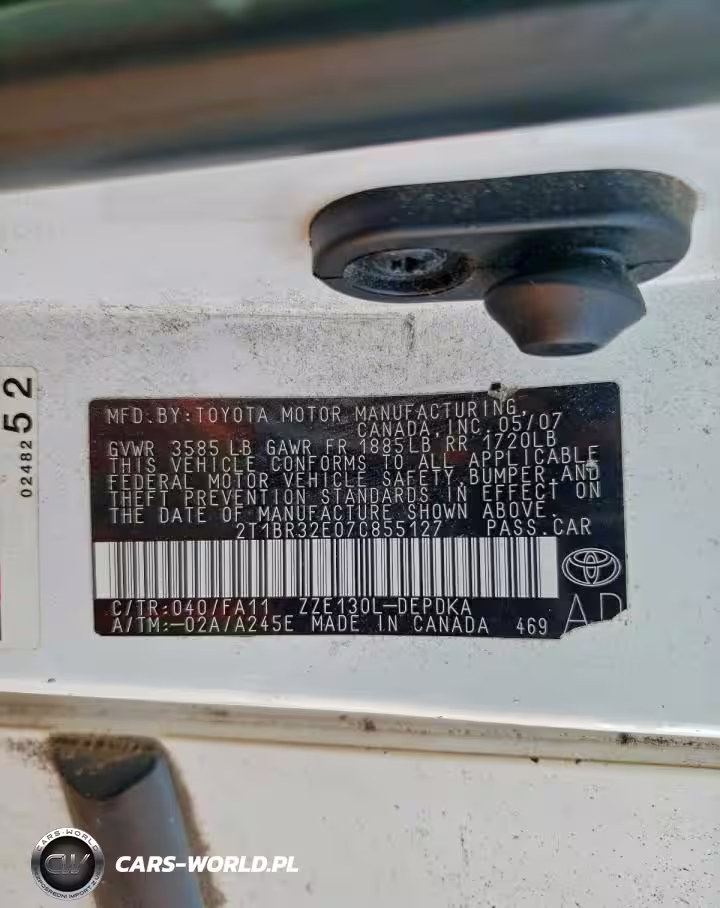 MFD.BY:TOYOTA MOTOR MANUFACTURING,
CANADA, INC. 05/07
GVWR 3585 LB GAWR FR 1885LB RR 1720LB
THIS VEHICLE CONFORMS TO ALL APPLICABLE
FEDERAL MOTOR VEHICLE SAFETY, BUMPER, AND
THEFT PREVENTION STANDARDS IN EFFECT ON
THE DATE OF MANUFACTURE SHOWN ABOVE.
2T1BR32E07C855127 PASS.CAR
C/TR:040/FA11 ZZE130L-DEPDKA
A/TM:-02A/A245E MADE IN CANADA 469
02482
52
CARS-WORLD
CW
CARS-WORLD.PL